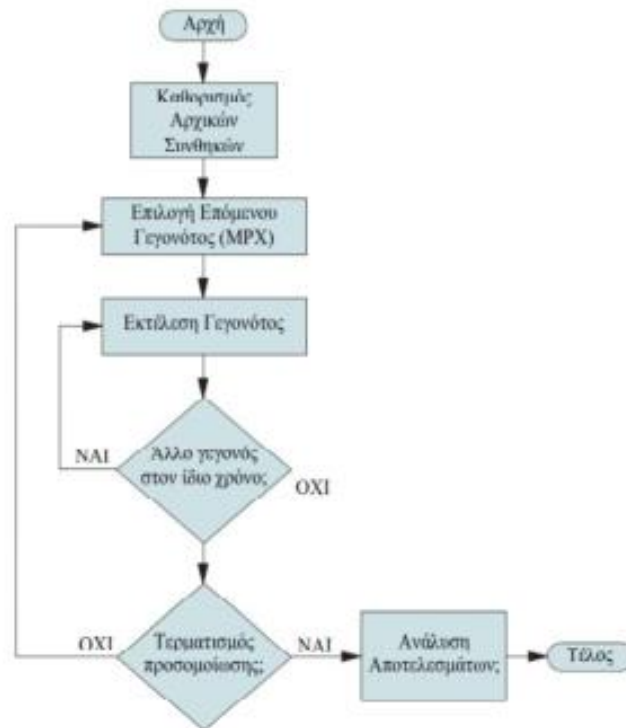 Αρχή
Καθορισμός
Αρχικών
Συνθηκών
Επιλογή Επόμενου
Γεγονότος (ΜΡΧ)
Εκτέλεση Γεγονότος
Άλλο γεγονός
στον ίδιο χρόνο;
ΝΑΙ
ΟΧΙ
Τερματισμός
προσομοίωσης;
ΟΧΙ
ΝΑΙ
Ανάλυση
Αποτελεσμάτων;
Τέλος